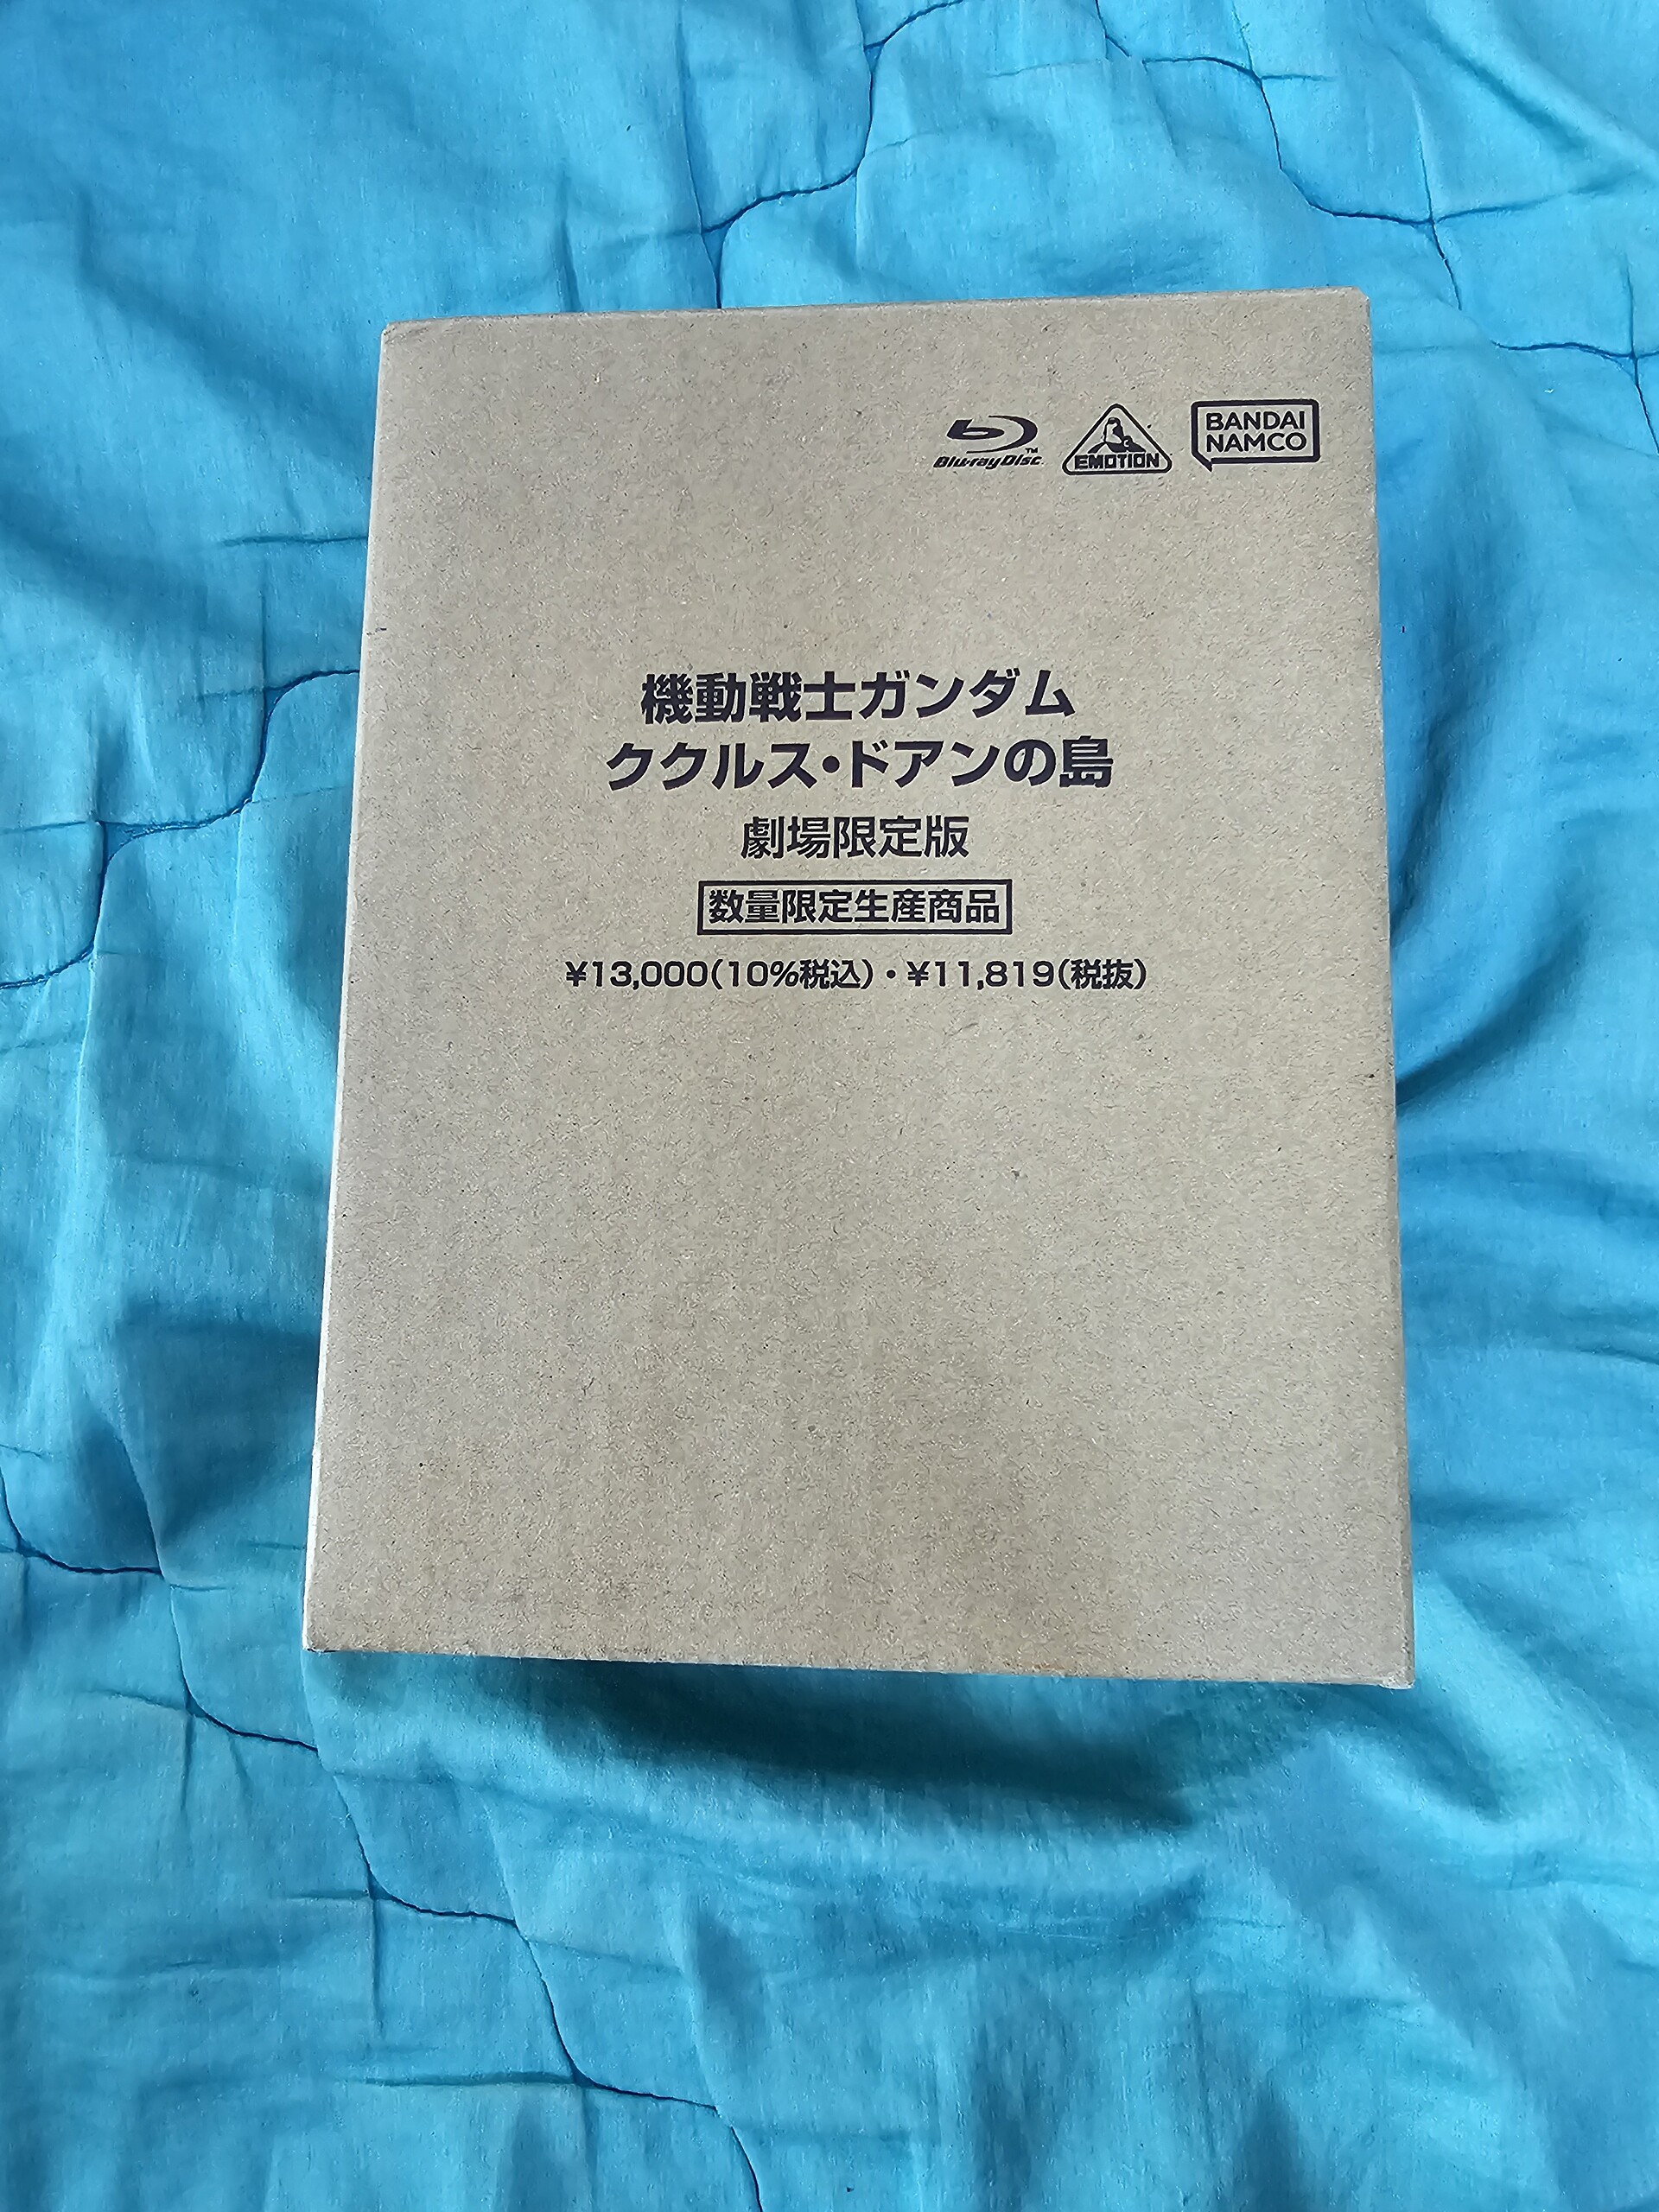 Blu-ray Disc™
EMOTION
BANDAI
NAMCO
機動戦士ガンダム
ククルス・ドアンの島
劇場限定版
数量限定生産商品
¥13,000(10%税込)・¥11,819(税抜)